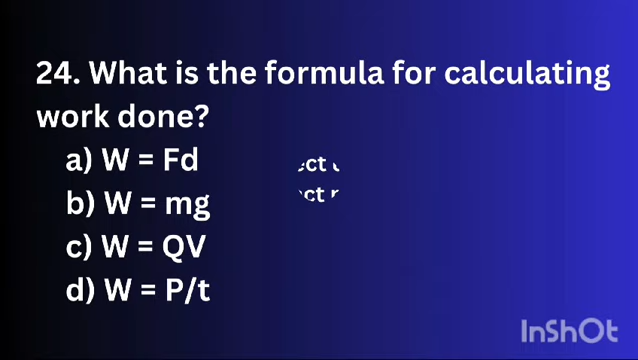 24. What is the formula for calculating
work done?
a) W = Fd
b) W = mg
c) W = QV
d) W = P/t
InShOt